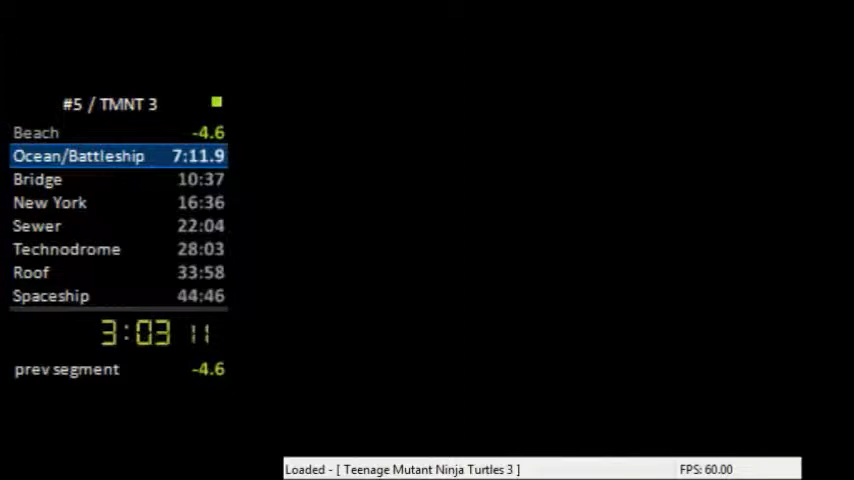 #5 / TMNT 3
Beach -4.6
Ocean/Battleship 7:11.9
Bridge 10:37
New York 16:36
Sewer 22:04
Technodrome 28:03
Roof 33:58
Spaceship 44:46
3:03 11
prev segment -4.6
Loaded - [ Teenage Mutant Ninja Turtles 3 ] FPS: 60.00